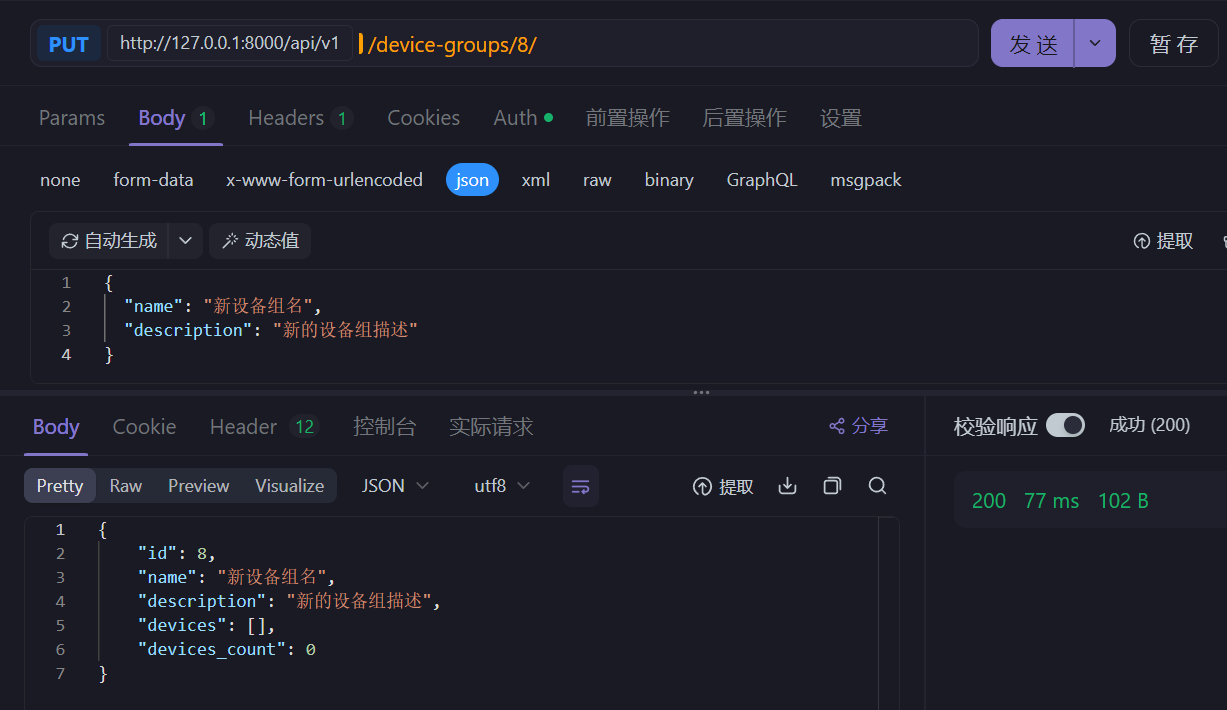 PUT http://127.0.0.1:8000/api/v1 /device-groups/8/ 发 送 暂 存
Params Body 1 Headers 1 Cookies Auth 前置操作 后置操作 设置
none form-data x-www-form-urlencoded json xml raw binary GraphQL msgpack
自动生成 动态值 提取
1 {
2 "name": "新设备组名",
3 "description": "新的设备组描述"
4 }
Body Cookie Header 12 控制台 实际请求 分享 校验响应 成功 (200)
Pretty Raw Preview Visualize JSON utf8 提取
200 77 ms 102 B
1 {
2 "id": 8,
3 "name": "新设备组名",
4 "description": "新的设备组描述",
5 "devices": [],
6 "devices_count": 0
7 }